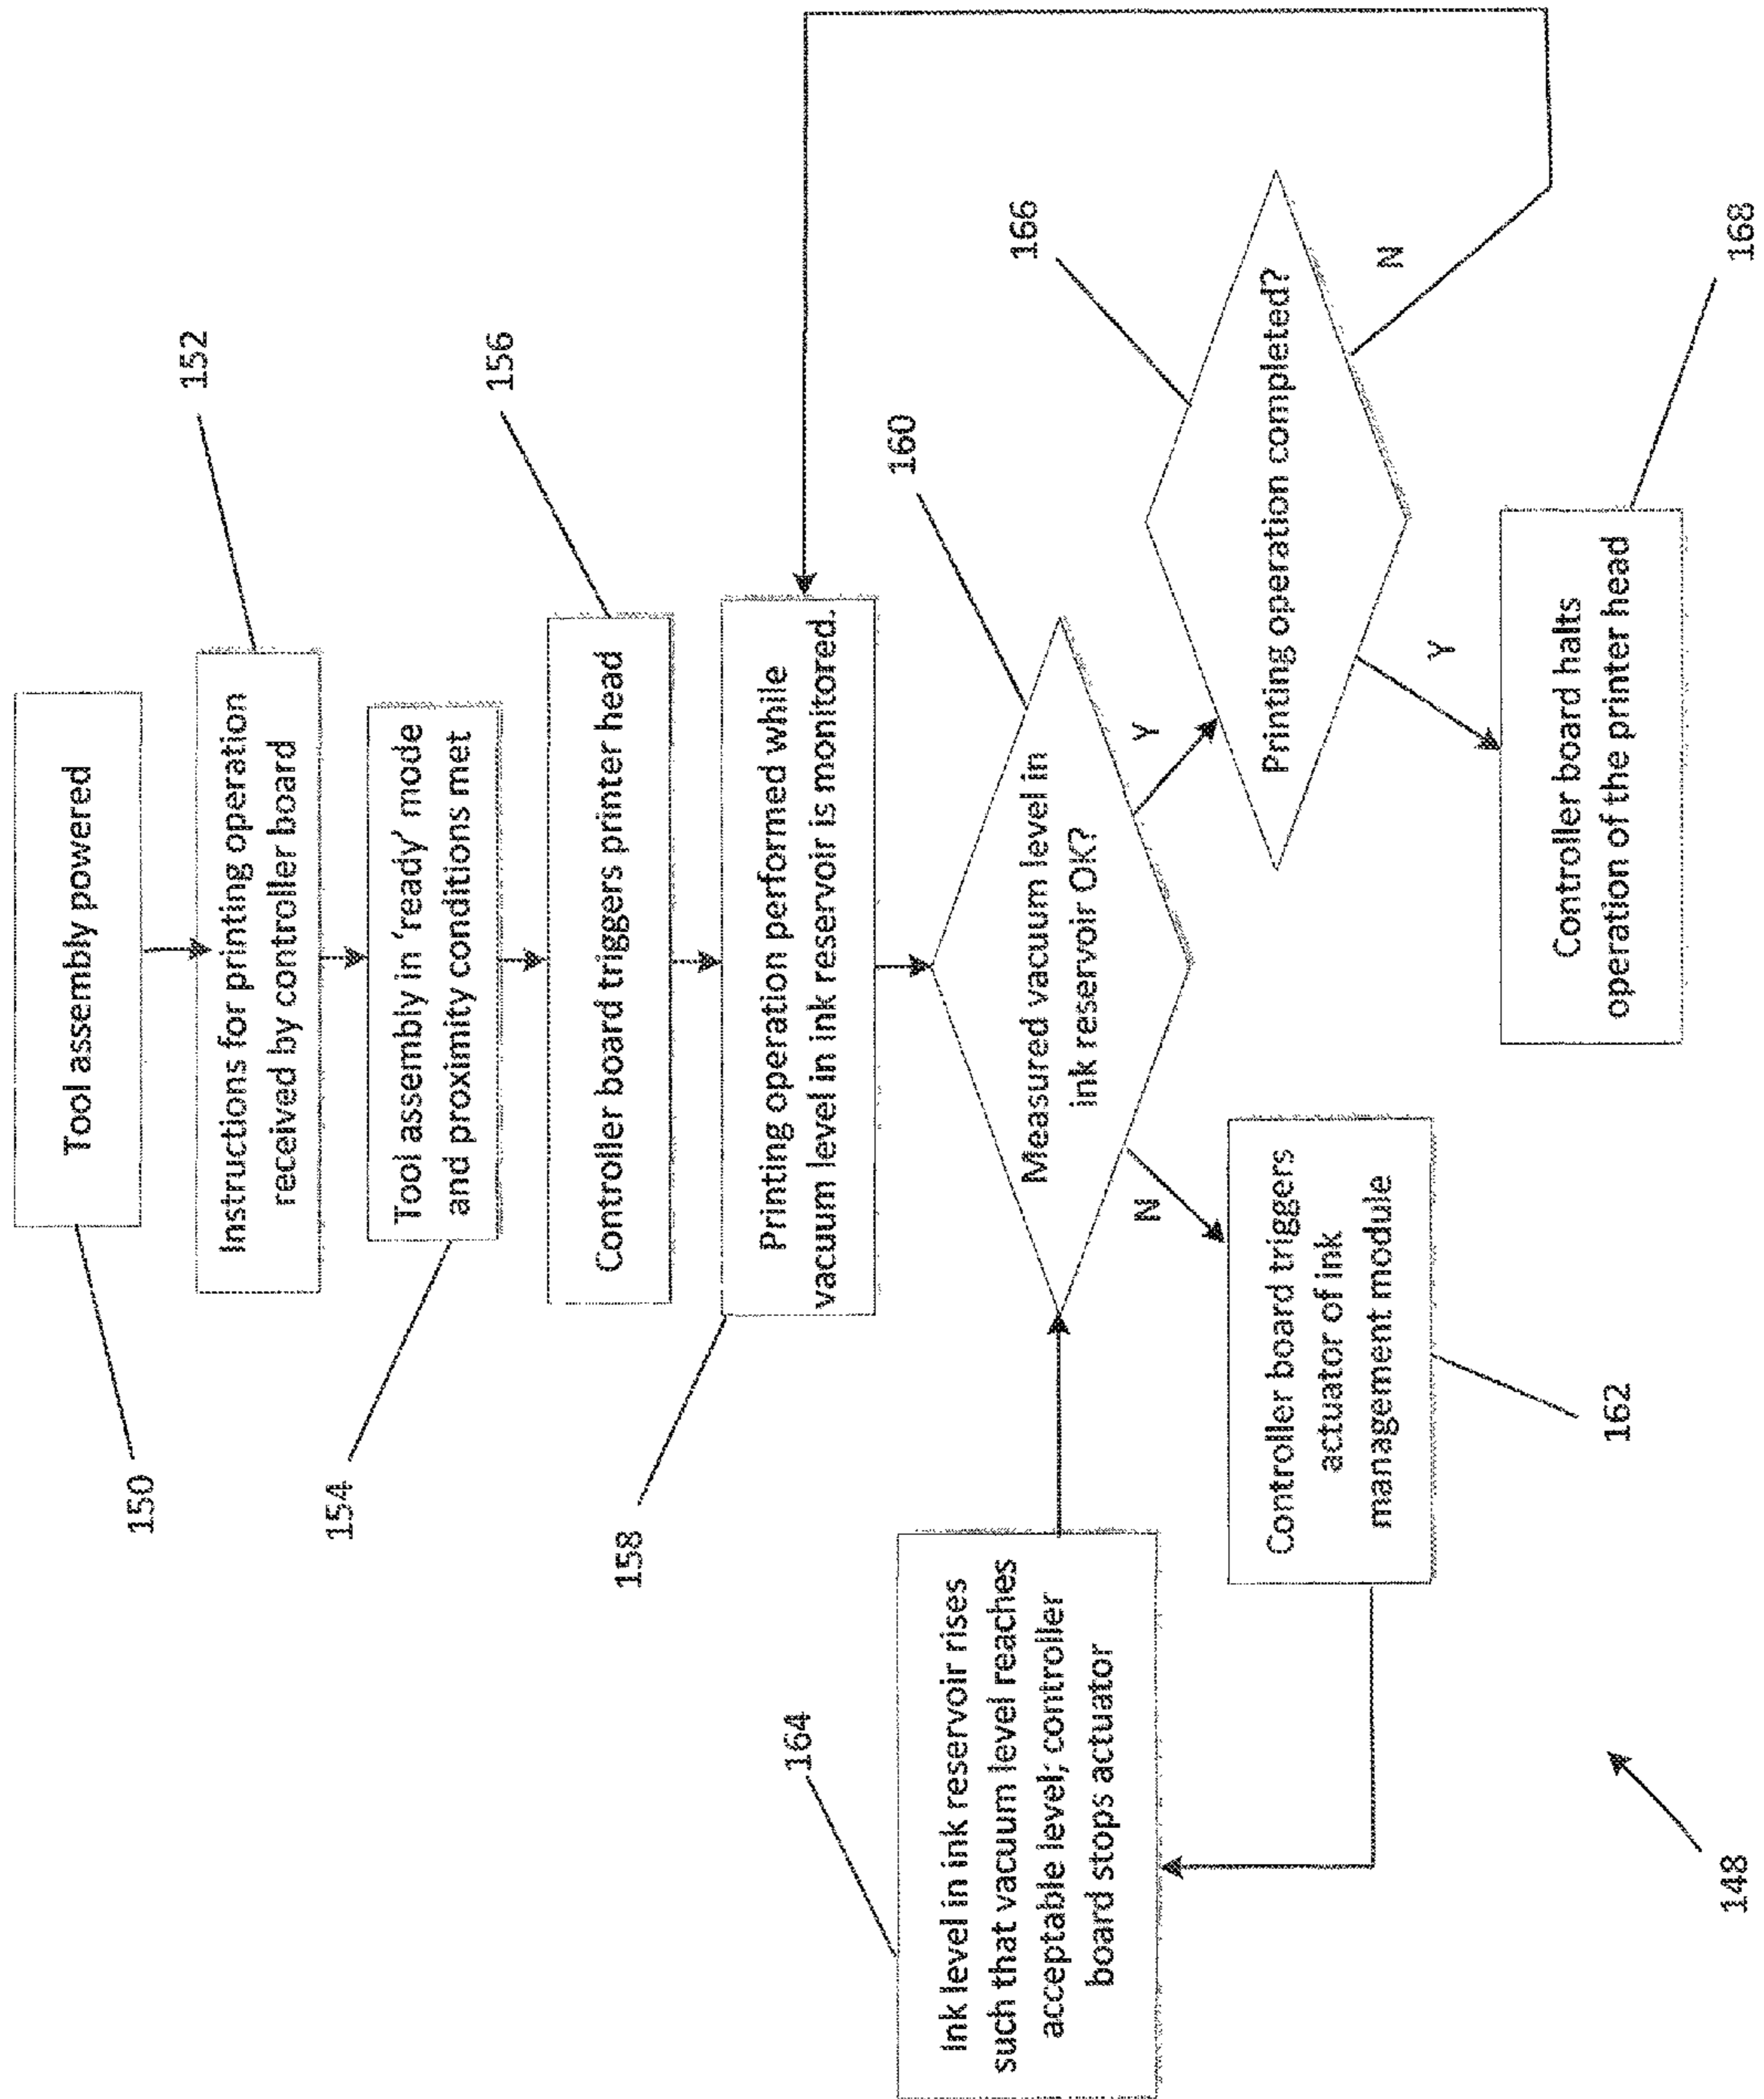 150
Tool assembly powered
152
Instructions for printing operation
received by controller board
154
Tool assembly in 'ready' mode
and proximity conditions met
156
Controller board triggers printer head
158
Printing operation performed while
vacuum level in ink reservoir is monitored.
160
Measured vacuum level in
ink reservoir OK?
N
Y
164
Ink level in ink reservoir rises
such that vacuum level reaches
acceptable level; controller
board stops actuator
162
Controller board triggers
actuator of ink
management module
166
Printing operation completed?
Y
N
168
Controller board halts
operation of the printer head
148